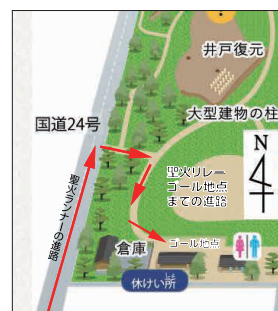 井戸復元
大型建物の柱
国道24号
聖火リレー
ゴール地点
までの進路
N
聖火ランナーの進路
ゴール地点
倉庫
休けい所